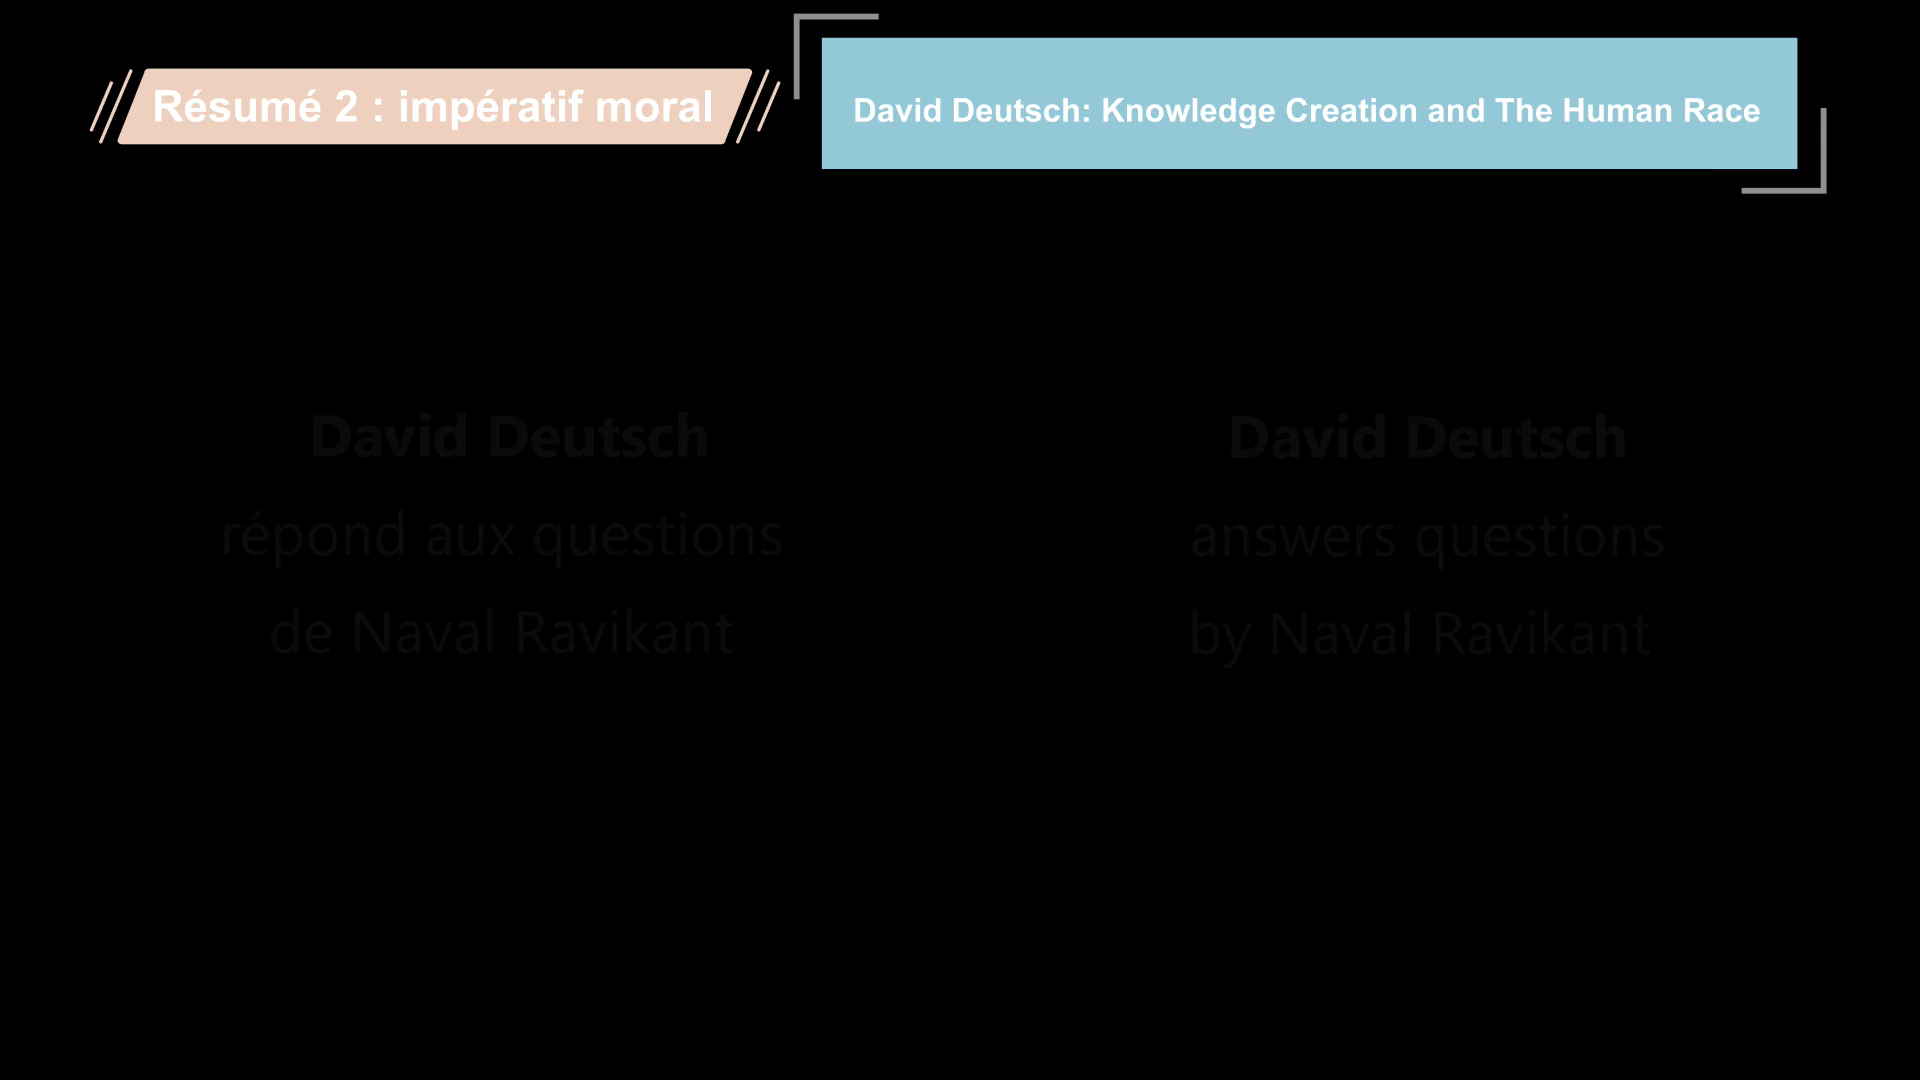 Résumé 2 : impératif moral
David Deutsch: Knowledge Creation and The Human Race
David Deutsch
répond aux questions
de Naval Ravikant
David Deutsch
answers questions
by Naval Ravikant